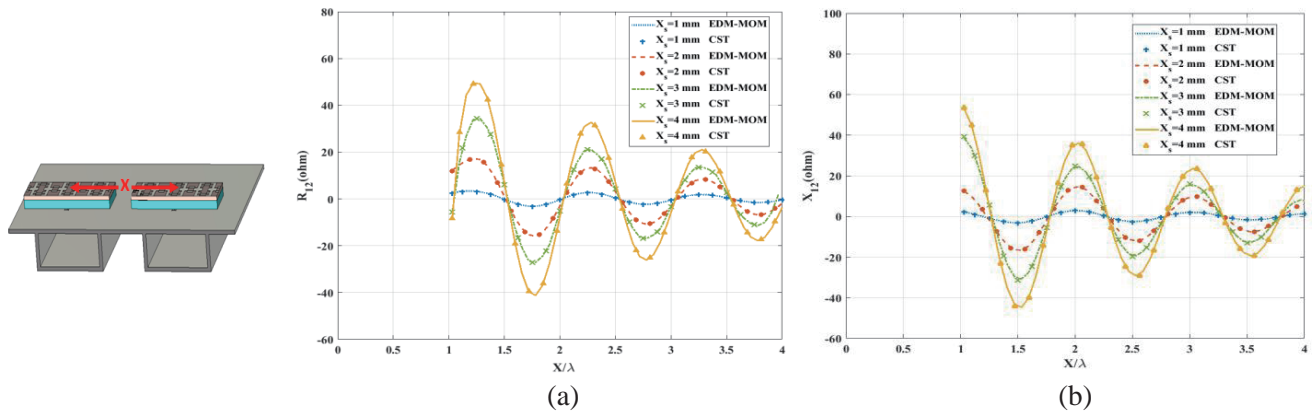 X
80
60
40
20
0
-20
-40
-60
R12(ohm)
0
0.5
1
1.5
2
2.5
3
3.5
4
X/λ
Xs=1 mm EDM-MOM
Xs=1 mm CST
Xs=2 mm EDM-MOM
Xs=2 mm CST
Xs=3 mm EDM-MOM
Xs=3 mm CST
Xs=4 mm EDM-MOM
Xs=4 mm CST
(a)
100
80
60
40
20
0
-20
-40
-60
X12(ohm)
0
0.5
1
1.5
2
2.5
3
3.5
4
X/λ
Xs=1 mm EDM-MOM
Xs=1 mm CST
Xs=2 mm EDM-MOM
Xs=2 mm CST
Xs=3 mm EDM-MOM
Xs=3 mm CST
Xs=4 mm EDM-MOM
Xs=4 mm CST
(b)